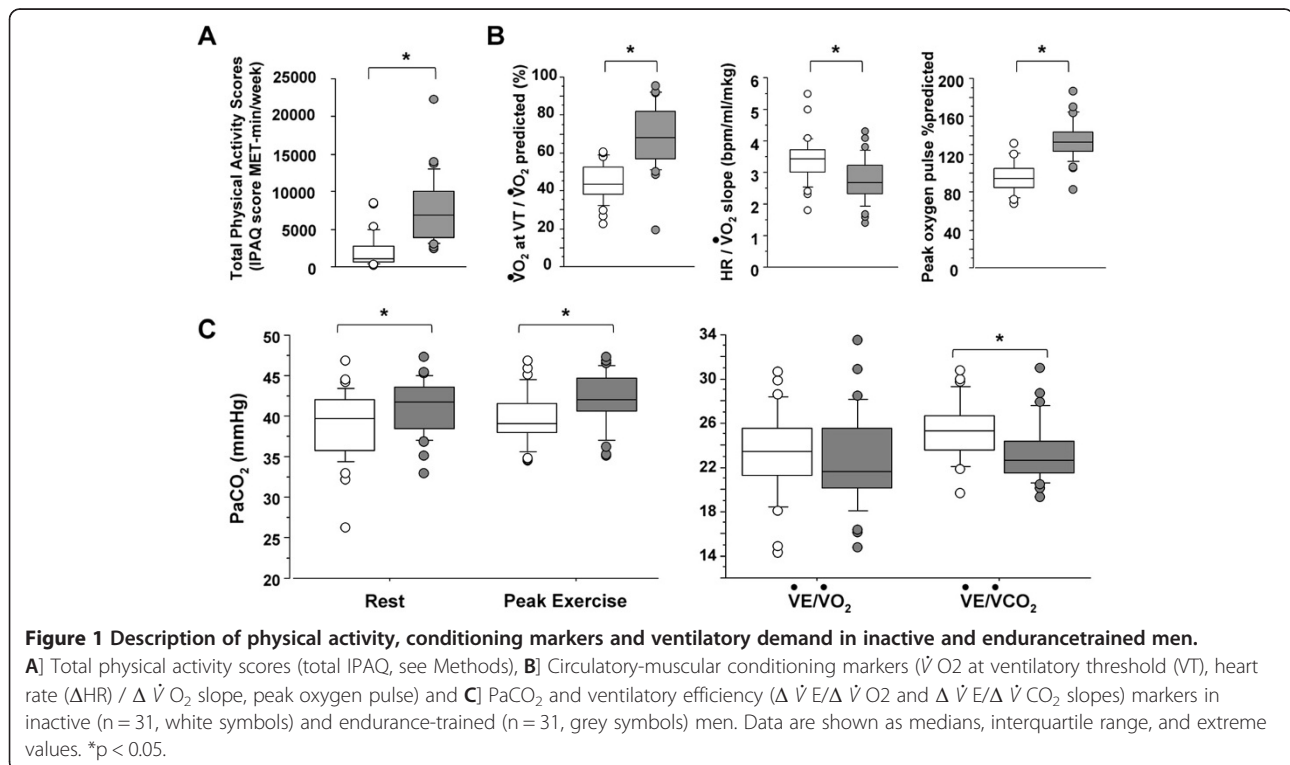 A
B
*
*
*
*
Total Physical Activity Scores
(IPAQ score MET-min/week)
25000
20000
15000
10000
5000
0
V̇O2 at VT / V̇O2 predicted (%)
100
80
60
40
20
0
HR / V̇O2 slope (bpm/ml/mkg)
6
5
5
4
4
3
3
2
2
1
1
0
Peak oxygen pulse %predicted
200
160
120
80
40
0
C
*
*
*
PaCO2 (mmHg)
50
45
40
35
30
25
20
Rest
Peak Exercise
34
30
26
22
18
14
V̇E/V̇O2
V̇E/V̇CO2
Figure 1 Description of physical activity, conditioning markers and ventilatory demand in inactive and endurancetrained men.
A] Total physical activity scores (total IPAQ, see Methods), B] Circulatory-muscular conditioning markers (V̇ O2 at ventilatory threshold (VT), heart
rate (ΔHR) / Δ V̇ O2 slope, peak oxygen pulse) and C] PaCO2 and ventilatory efficiency (Δ V̇ E/Δ V̇ O2 and Δ V̇ E/Δ V̇ CO2 slopes) markers in
inactive (n = 31, white symbols) and endurance-trained (n = 31, grey symbols) men. Data are shown as medians, interquartile range, and extreme
values. *p < 0.05.